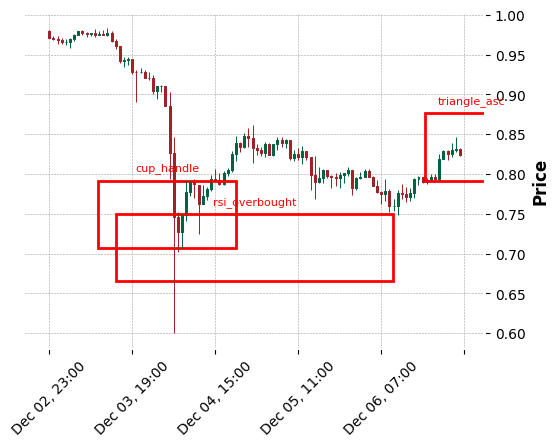 1.00
0.95
0.90
triangle_asc
0.85
cup_handle
0.80
rsi_overbought
0.75
0.70
0.65
0.60
Price
Dec 02, 23:00
Dec 03, 19:00
Dec 04, 15:00
Dec 05, 11:00
Dec 06, 07:00